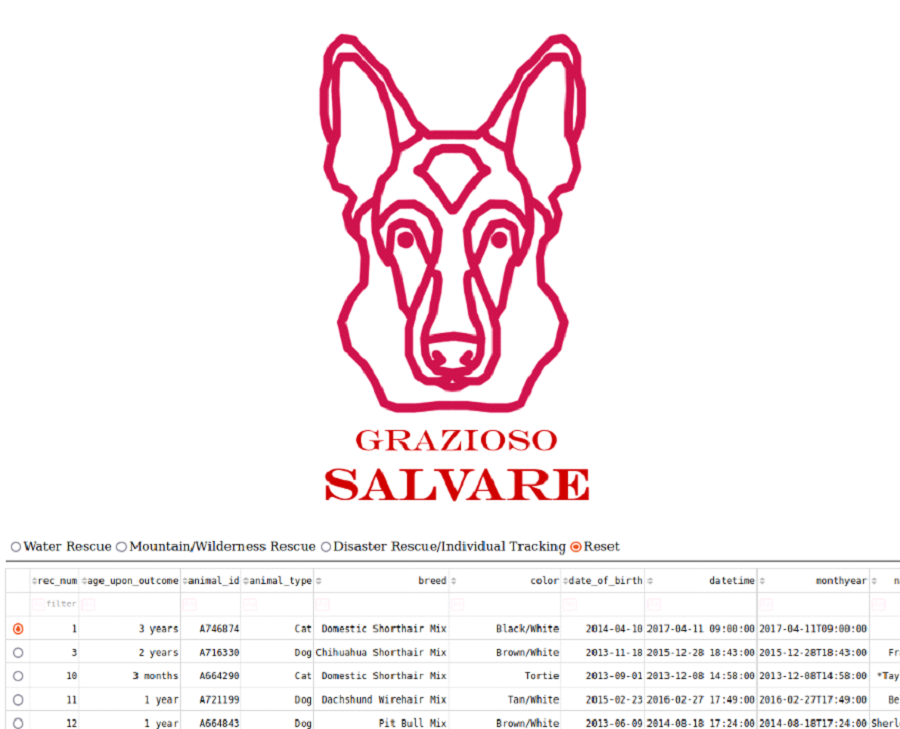 GRAZIOSO
SALVARE
Water Rescue Mountain/Wilderness Rescue Disaster Rescue/Individual Tracking Reset
rec_num age_upon_outcome animal_id animal_type breed color date_of_birth datetime monthyear n
filter
1 3 years A746874 Cat Domestic Shorthair Mix Black/White 2014-04-10 2017-04-11 09:00:00 2017-04-11T09:00:00
3 2 years A716330 Dog Chihuahua Shorthair Mix Brown/White 2013-11-18 2015-12-28 18:43:00 2015-12-28T18:43:00 Fr
10 3 months A664290 Cat Domestic Shorthair Mix Tortie 2013-09-01 2013-12-08 14:58:00 2013-12-08T14:58:00 *Tay
11 1 year A721199 Dog Dachshund Wirehair Mix Tan/White 2015-02-23 2016-02-27 17:49:00 2016-02-27T17:49:00 Be
12 1 year A664843 Dog Pit Bull Mix Brown/White 2013-06-09 2014-08-18 17:24:00 2014-08-18T17:24:00 Sherl